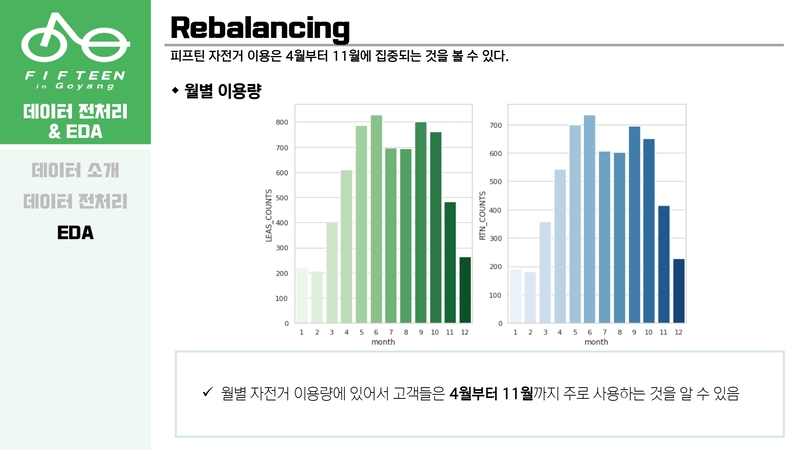 FIFTEEN
in Goyang
데이터 전처리
& EDA
데이터 소개
데이터 전처리
EDA
Rebalancing
피프틴 자전거 이용은 4월부터 11월에 집중되는 것을 볼 수 있다.
월별 이용량
LEAS_COUNTS
800
700
600
500
400
300
200
100
0
1 2 3 4 5 6 7 8 9 10 11 12
month
RTN_COUNTS
700
600
500
400
300
200
100
0
1 2 3 4 5 6 7 8 9 10 11 12
month
✓ 월별 자전거 이용량에 있어서 고객들은 4월부터 11월까지 주로 사용하는 것을 알 수 있음